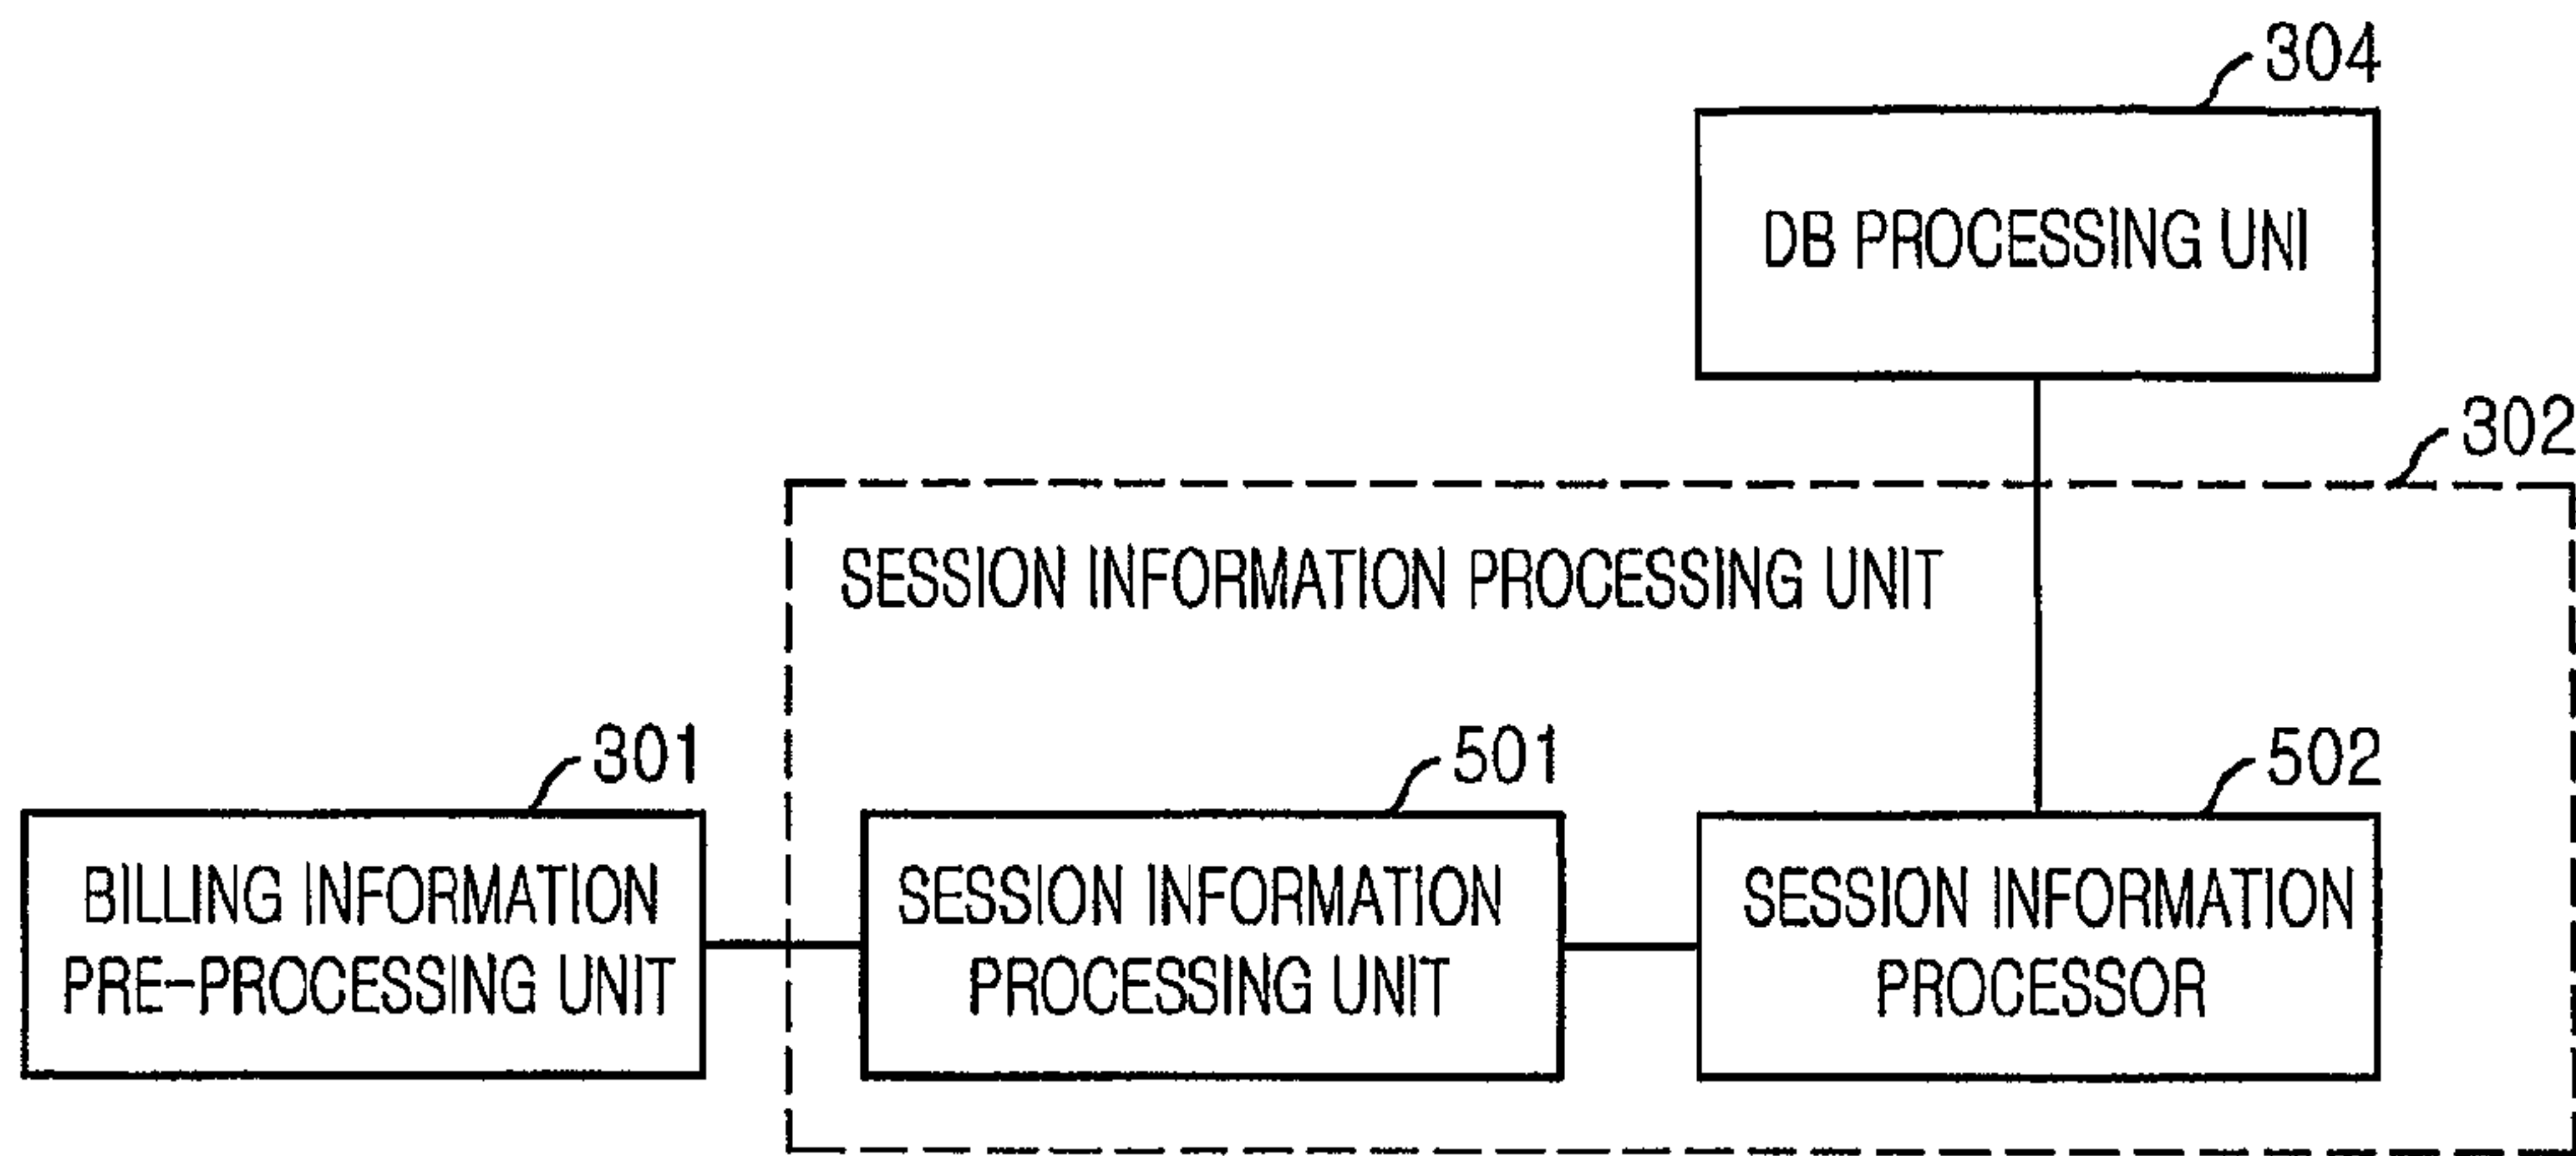 304
DB PROCESSING UNI
302
SESSION INFORMATION PROCESSING UNIT
301
501
502
BILLING INFORMATION
PRE-PROCESSING UNIT
SESSION INFORMATION
PROCESSING UNIT
SESSION INFORMATION
PROCESSOR